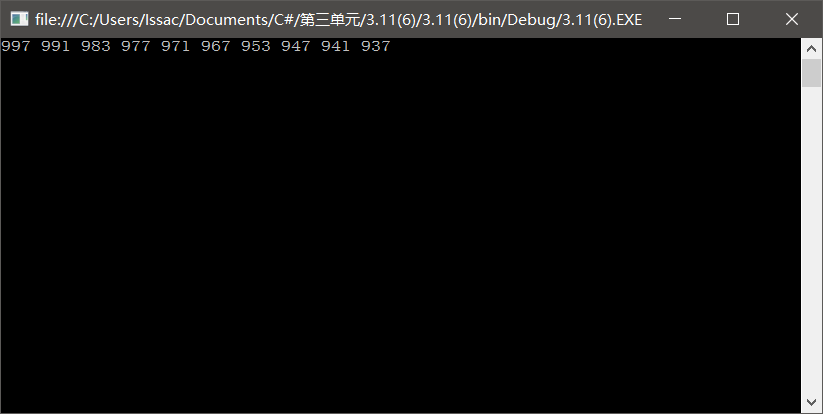 file:///C:/Users/Issac/Documents/C#/第三单元/3.11(6)/3.11(6)/bin/Debug/3.11(6).EXE
997 991 983 977 971 967 953 947 941 937